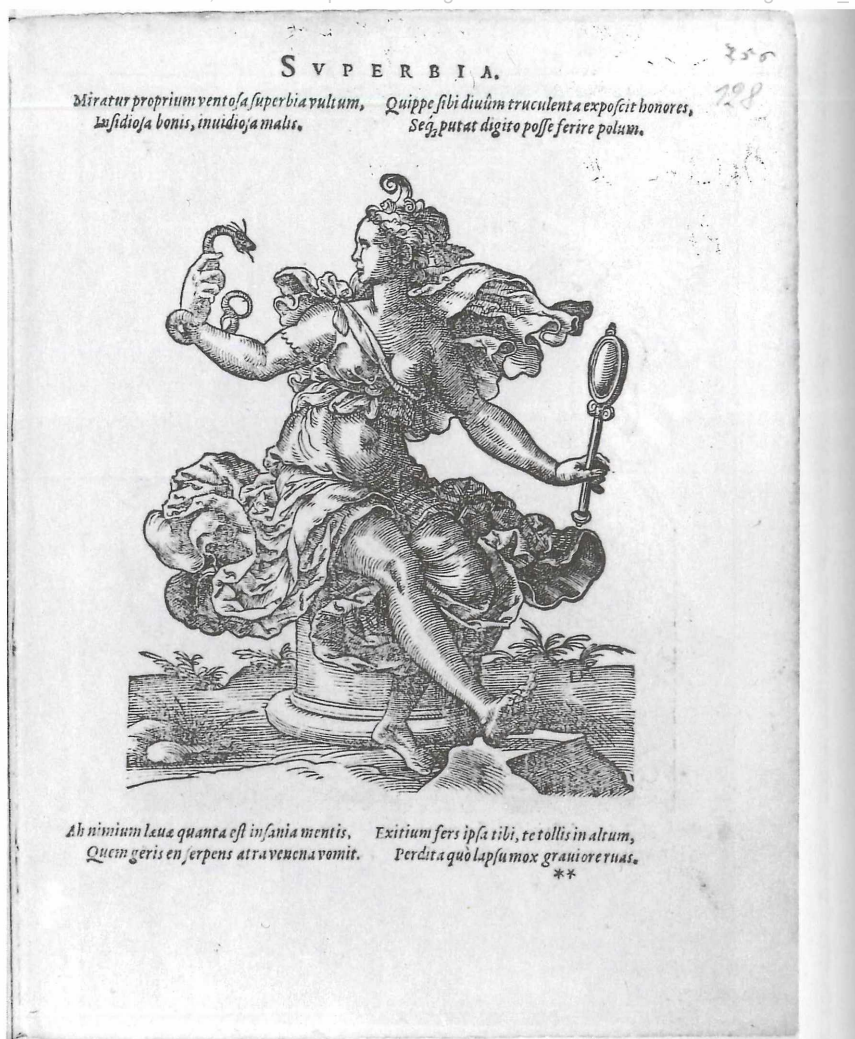 SVPERBIA.
Miratur proprium ventosa superbia vultum,
Insidiosa bonis, inuidiosa malis.
Quippe sibi diuûm truculenta exposcit honores,
Seq́; putat digito posse ferire polum.
128
Ah nimium læuæ quanta est insania mentis,
Quem geris en serpens atra venena vomit.
Exitium fers ipsa tibi, te tollis in altum,
Perdita quò lapsu mox grauiore ruas.
**